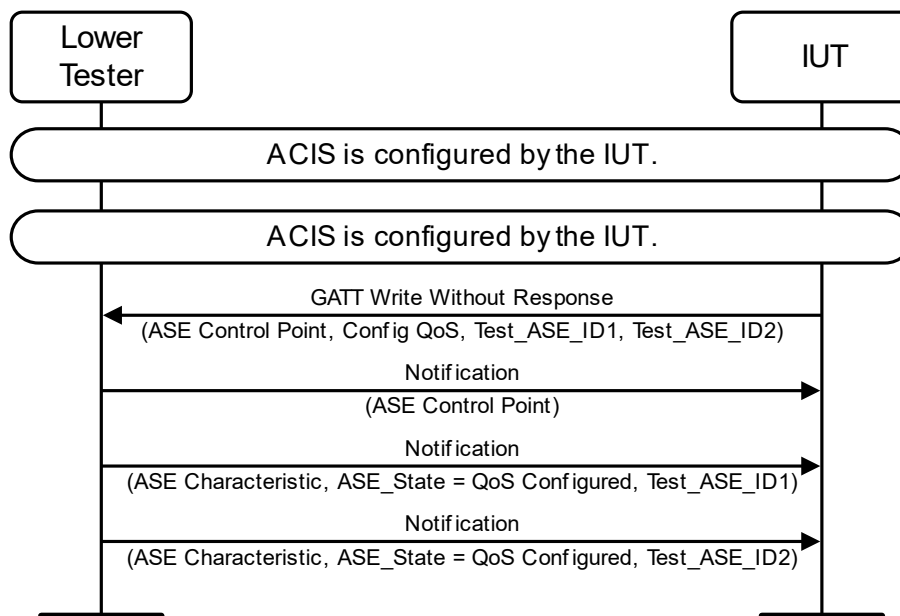 Lower
Tester
IUT
A CIS is configured by the IUT.
A CIS is configured by the IUT.
GATT Write Without Response
(ASE Control Point, Config QoS, Test_ASE_ID1, Test_ASE_ID2)
Notification
(ASE Control Point)
Notification
(ASE Characteristic, ASE_State = QoS Configured, Test_ASE_ID1)
Notification
(ASE Characteristic, ASE_State = QoS Configured, Test_ASE_ID2)